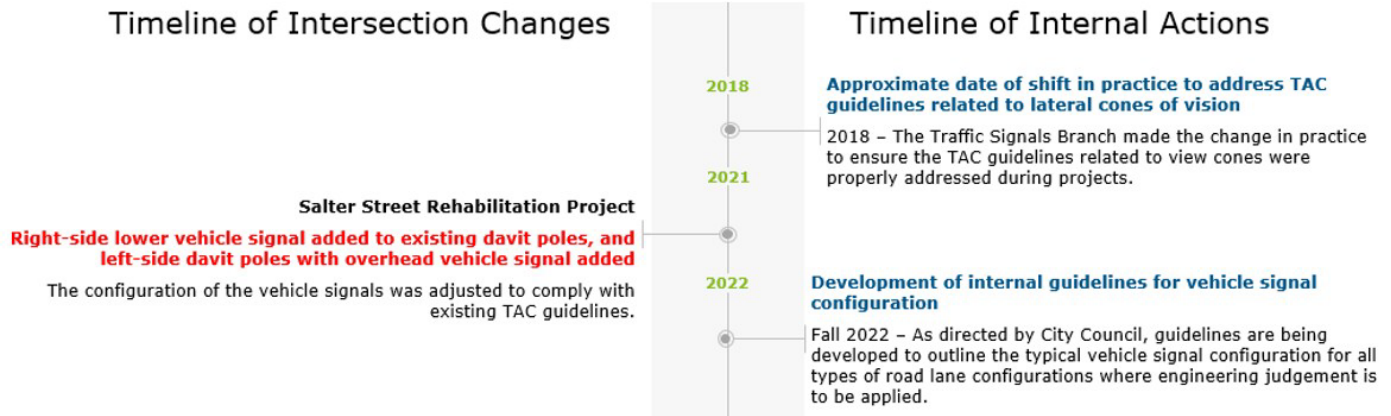 Timeline of Intersection Changes
Timeline of Internal Actions
2018
Approximate date of shift in practice to address TAC
guidelines related to lateral cones of vision
2018 – The Traffic Signals Branch made the change in practice
to ensure the TAC guidelines related to view cones were
properly addressed during projects.
2021
Salter Street Rehabilitation Project
Right-side lower vehicle signal added to existing davit poles, and
left-side davit poles with overhead vehicle signal added
The configuration of the vehicle signals was adjusted to comply with
existing TAC guidelines.
2022
Development of internal guidelines for vehicle signal
configuration
Fall 2022 – As directed by City Council, guidelines are being
developed to outline the typical vehicle signal configuration for all
types of road lane configurations where engineering judgement is
to be applied.